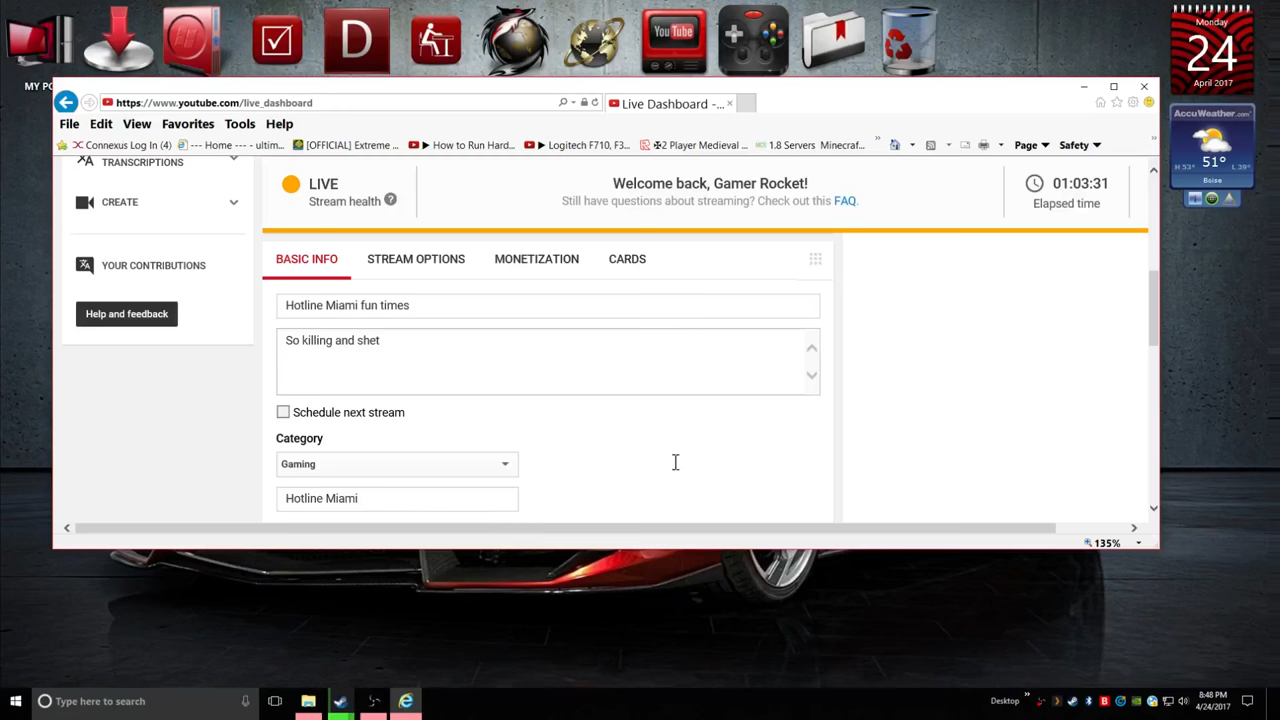 Monday
24
April 2017
D
You Tube
MY PC
https://www.youtube.com/live_dashboard
Live Dashboard -...
File Edit View Favorites Tools Help
Connexus Log In (4)
--- Home --- - ultim...
[OFFICIAL] Extreme ...
▶ How to Run Hard...
▶ Logitech F710, F3...
✠2 Player Medieval ...
1.8 Servers Minecraf...
Page
Safety
AccuWeather.com
51°
H 53°
L 39°
Boise
TRANSCRIPTIONS
CREATE
YOUR CONTRIBUTIONS
Help and feedback
LIVE
Stream health
Welcome back, Gamer Rocket!
Still have questions about streaming? Check out this FAQ.
01:03:31
Elapsed time
BASIC INFO STREAM OPTIONS MONETIZATION CARDS
Hotline Miami fun times
So killing and shet
Schedule next stream
Category
Gaming
Hotline Miami
135%
Type here to search
Desktop
8:48 PM
4/24/2017